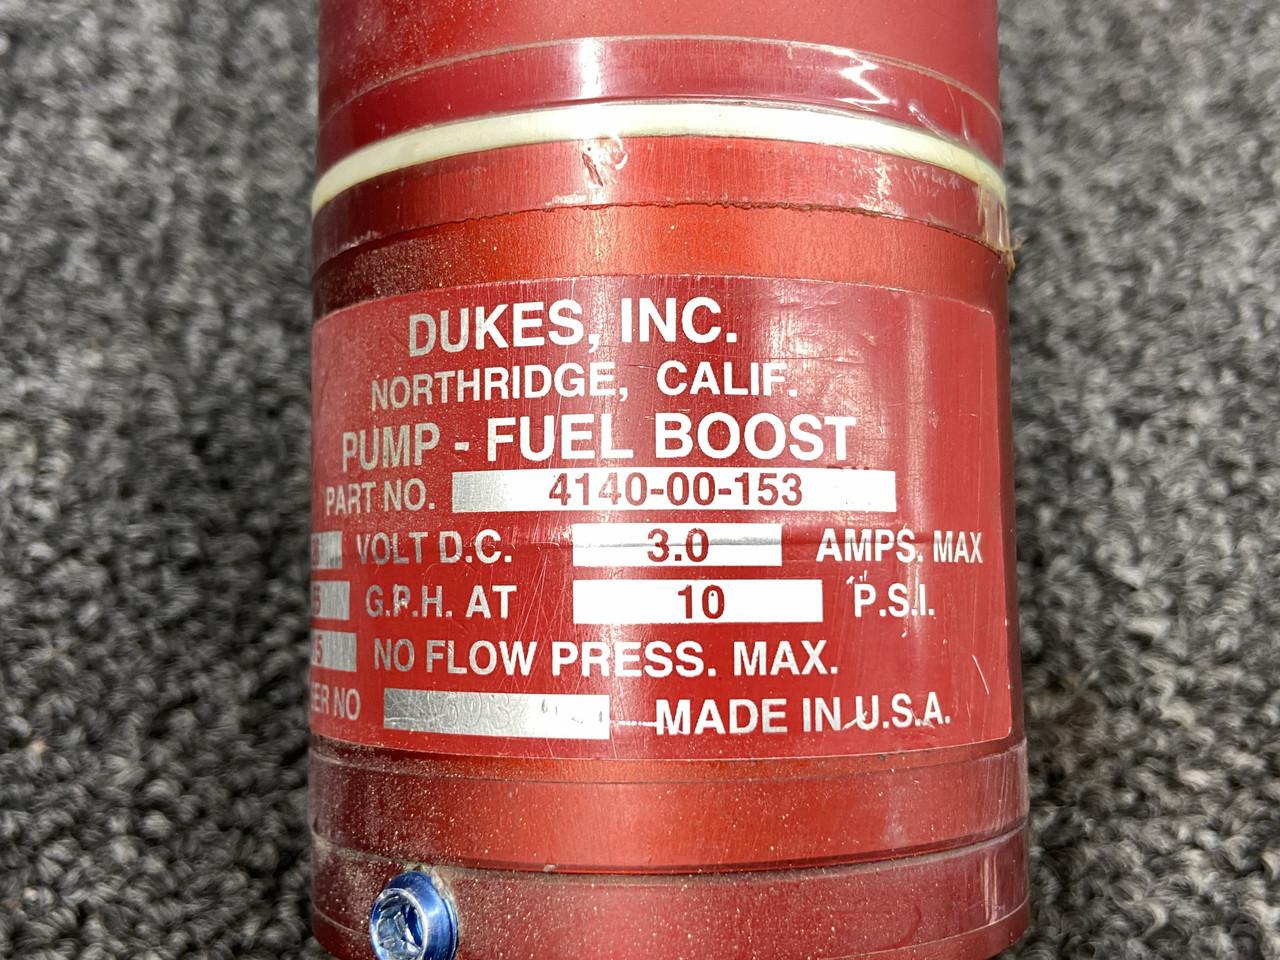 DUKES, INC.
NORTHRIDGE, CALIF.
PUMP - FUEL BOOST
PART NO. 4140-00-153
VOLT D.C. 3.0 AMPS. MAX
G.P.H. AT 10 P.S.I.
NO FLOW PRESS. MAX.
NO MADE IN U.S.A.